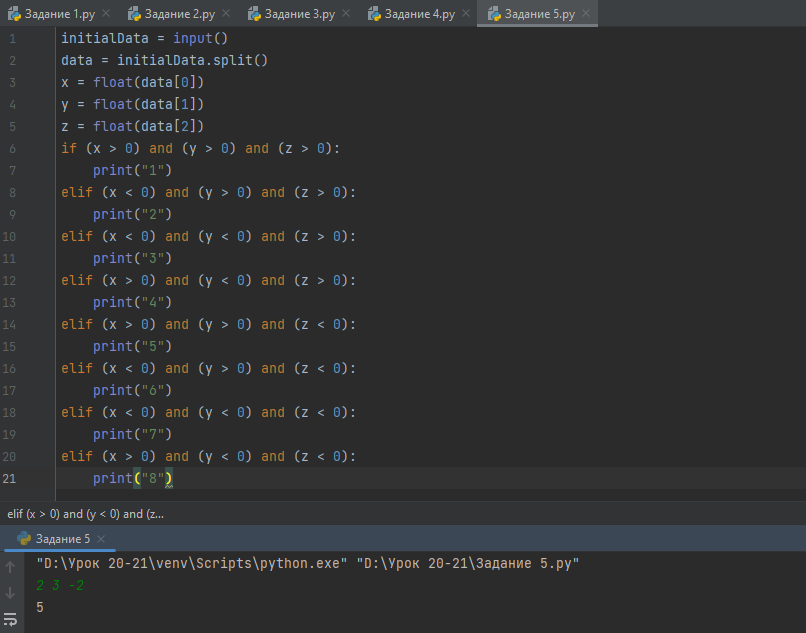 Задание 1.py Задание 2.py Задание 3.py Задание 4.py Задание 5.py
1 initialData = input()
2 data = initialData.split()
3 x = float(data[0])
4 y = float(data[1])
5 z = float(data[2])
6 if (x > 0) and (y > 0) and (z > 0):
7 print("1")
8 elif (x < 0) and (y > 0) and (z > 0):
9 print("2")
10 elif (x < 0) and (y < 0) and (z > 0):
11 print("3")
12 elif (x > 0) and (y < 0) and (z > 0):
13 print("4")
14 elif (x > 0) and (y > 0) and (z < 0):
15 print("5")
16 elif (x < 0) and (y > 0) and (z < 0):
17 print("6")
18 elif (x < 0) and (y < 0) and (z < 0):
19 print("7")
20 elif (x > 0) and (y < 0) and (z < 0):
21 print("8")
elif (x > 0) and (y < 0) and (z...
Задание 5
"D:\Урок 20-21\venv\Scripts\python.exe" "D:\Урок 20-21\Задание 5.py"
2 3 -2
5